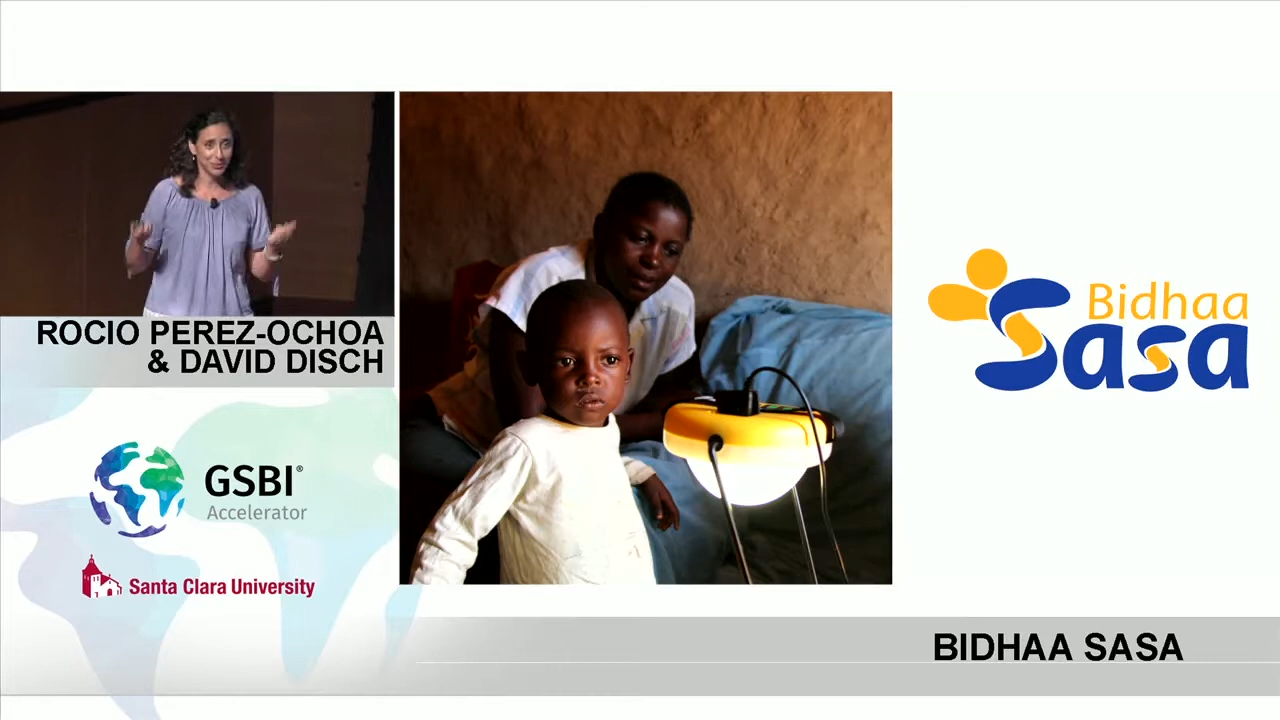 ROCIO PEREZ-OCHOA
& DAVID DISCH
GSBI®
Accelerator
Santa Clara University
Bidhaa
Sasa
BIDHAA SASA